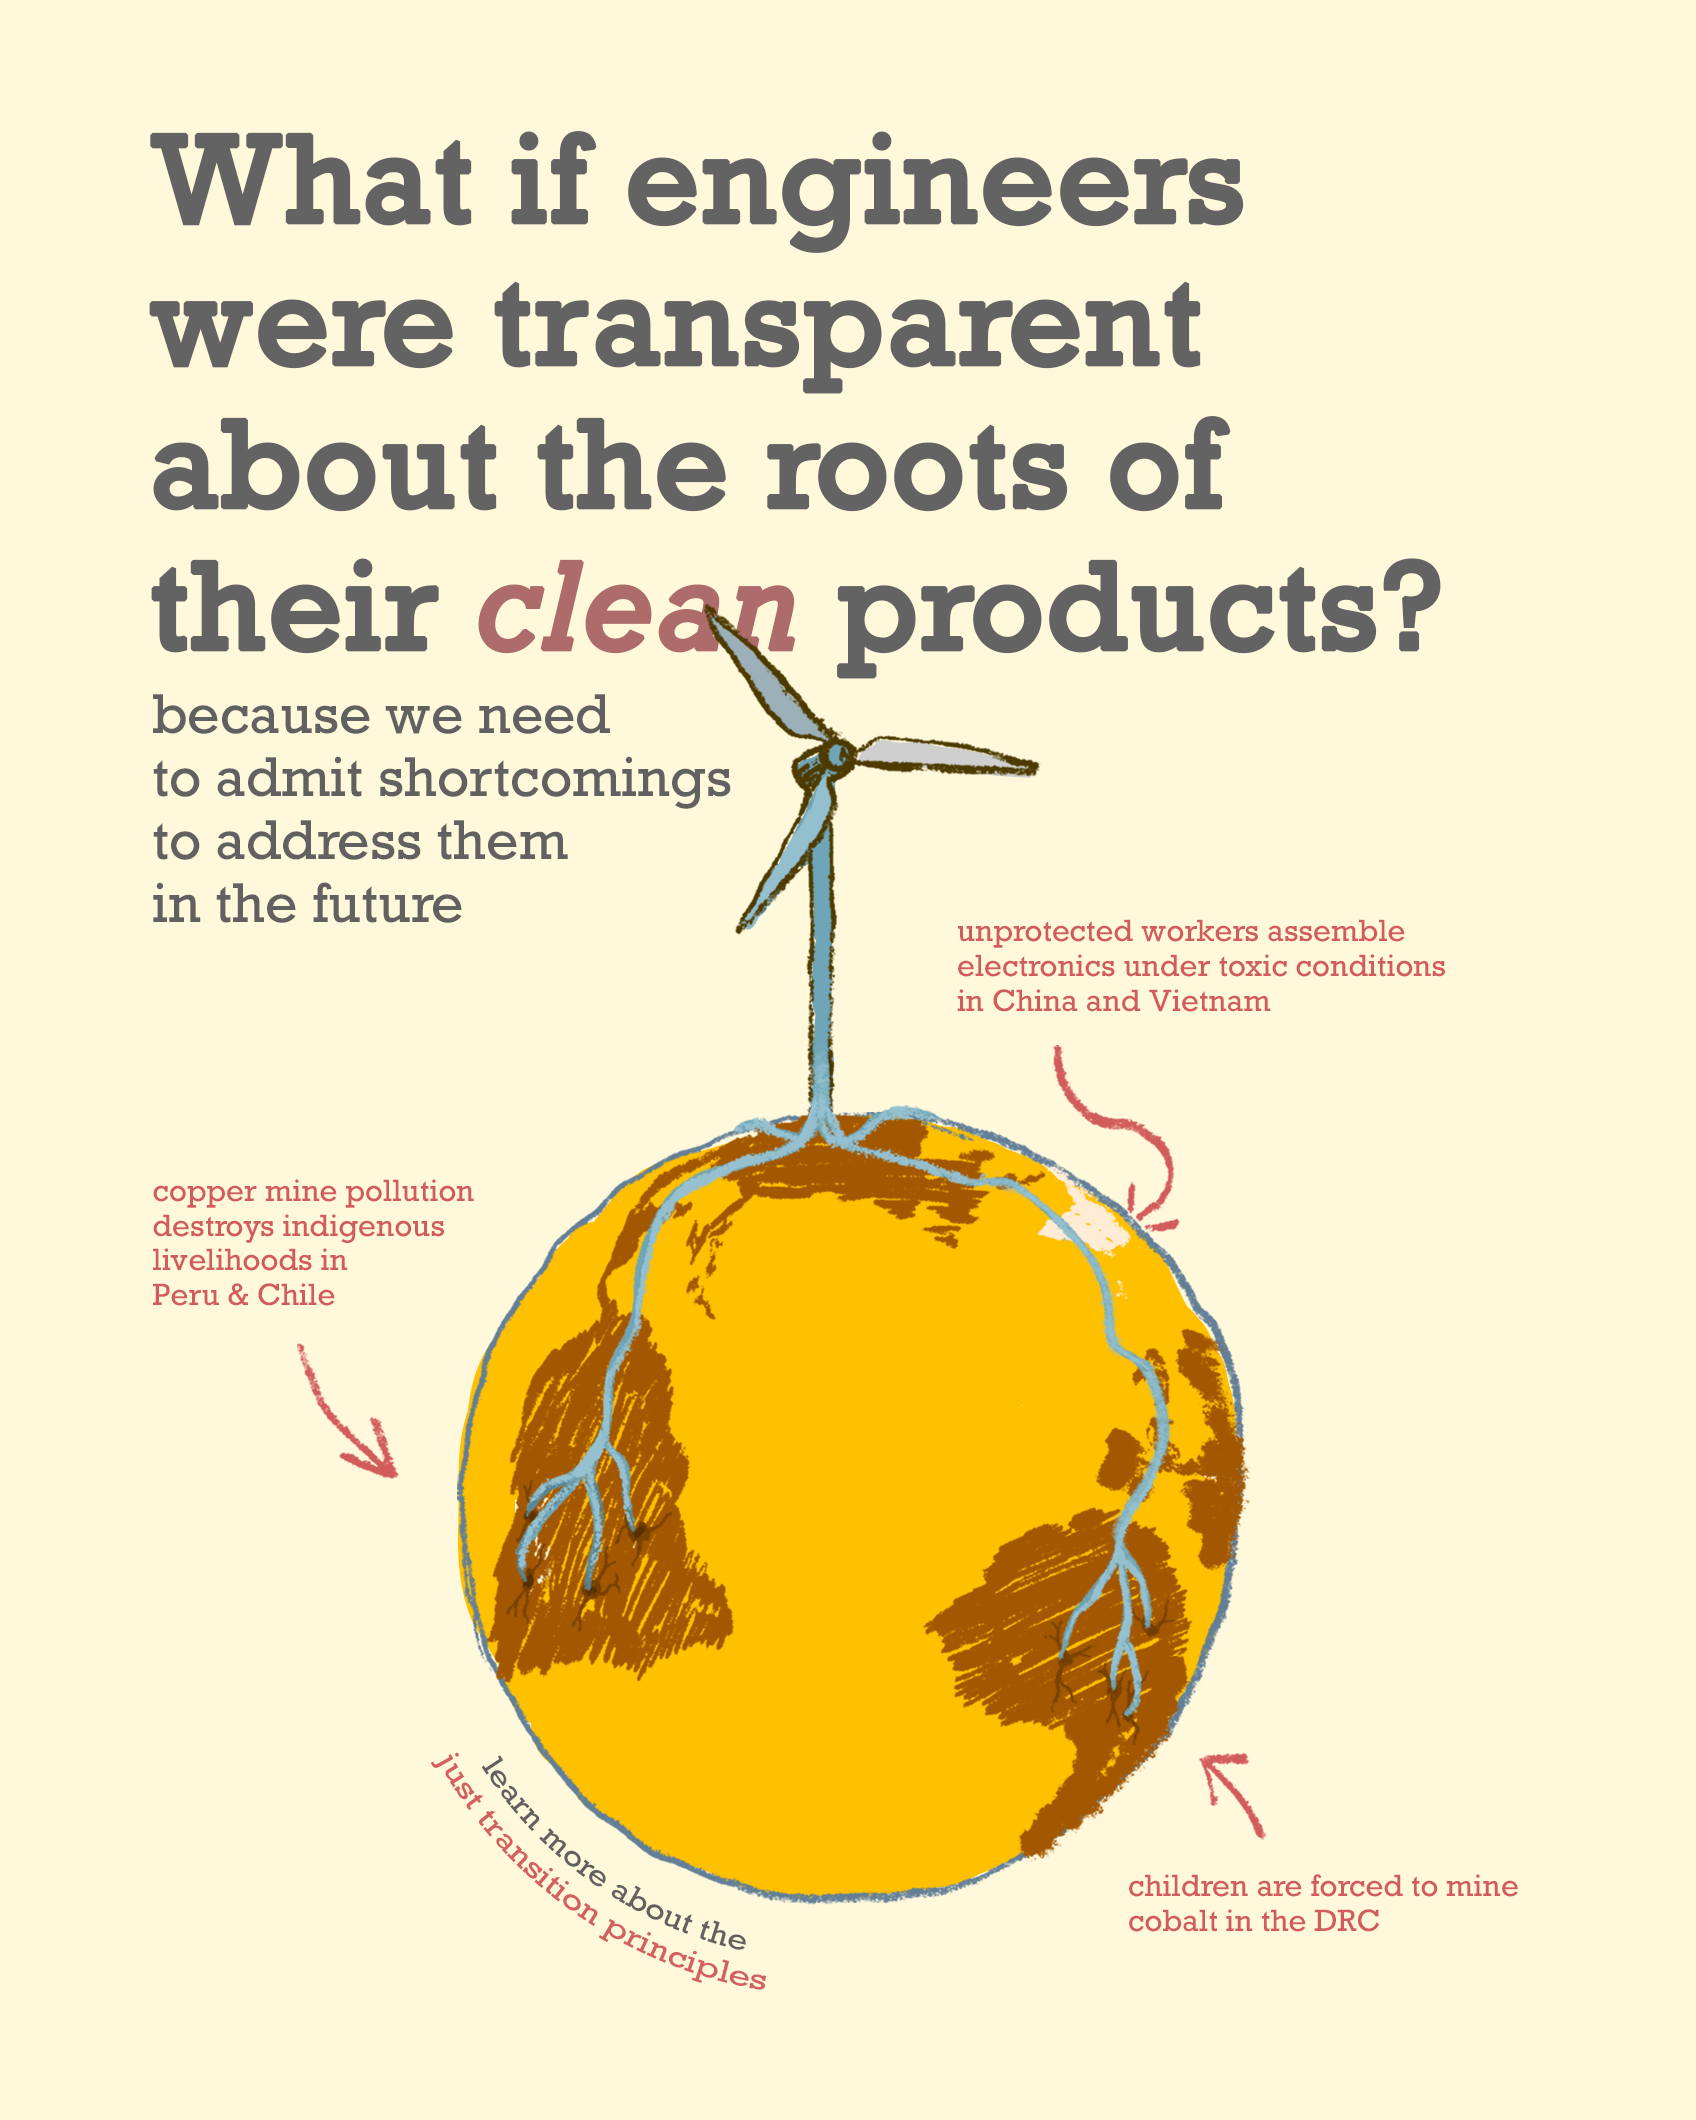 What if engineers
were transparent
about the roots of
their clean products?
because we need
to admit shortcomings
to address them
in the future
unprotected workers assemble
electronics under toxic conditions
in China and Vietnam
copper mine pollution
destroys indigenous
livelihoods in
Peru & Chile
learn more about the
just transition principles
children are forced to mine
cobalt in the DRC